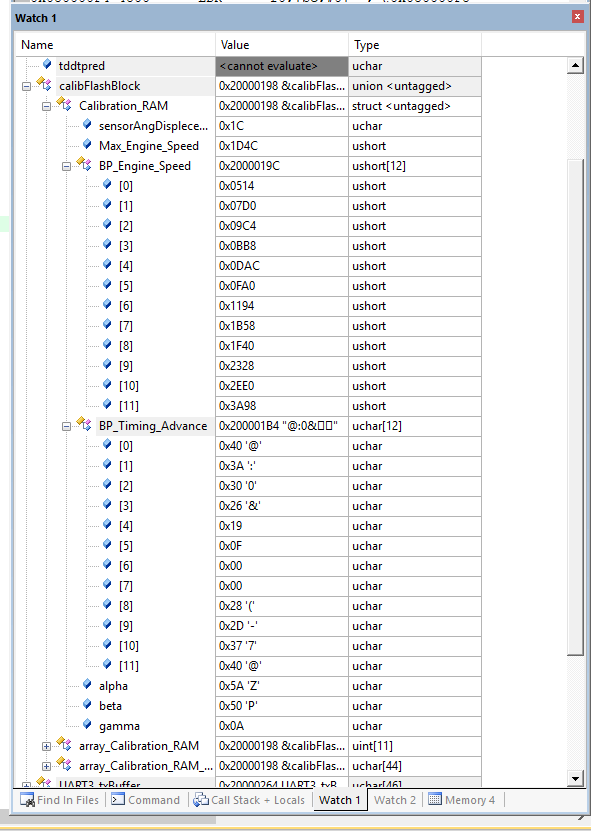 Watch 1
Name Value Type
tddtpred <cannot evaluate> uchar
calibFlashBlock 0x20000198 &calibFlas... union <untagged>
Calibration_RAM 0x20000198 &calibFlas... struct <untagged>
sensorAngDisplece... 0x1C uchar
Max_Engine_Speed 0x1D4C ushort
BP_Engine_Speed 0x2000019C ushort[12]
[0] 0x0514 ushort
[1] 0x07D0 ushort
[2] 0x09C4 ushort
[3] 0x0BB8 ushort
[4] 0x0DAC ushort
[5] 0x0FA0 ushort
[6] 0x1194 ushort
[7] 0x1B58 ushort
[8] 0x1F40 ushort
[9] 0x2328 ushort
[10] 0x2EE0 ushort
[11] 0x3A98 ushort
BP_Timing_Advance 0x200001B4 "@:0&□□" uchar[12]
[0] 0x40 '@' uchar
[1] 0x3A ':' uchar
[2] 0x30 '0' uchar
[3] 0x26 '&' uchar
[4] 0x19 uchar
[5] 0x0F uchar
[6] 0x00 uchar
[7] 0x00 uchar
[8] 0x28 '(' uchar
[9] 0x2D '-' uchar
[10] 0x37 '7' uchar
[11] 0x40 '@' uchar
alpha 0x5A 'Z' uchar
beta 0x50 'P' uchar
gamma 0x0A uchar
array_Calibration_RAM 0x20000198 &calibFlas... uint[11]
array_Calibration_RAM_... 0x20000198 &calibFlas... uchar[44]
UART3_txBuffer 0x20000264 UART3_txB... uchar[46]
Find In Files Command Call Stack + Locals Watch 1 Watch 2 Memory 4